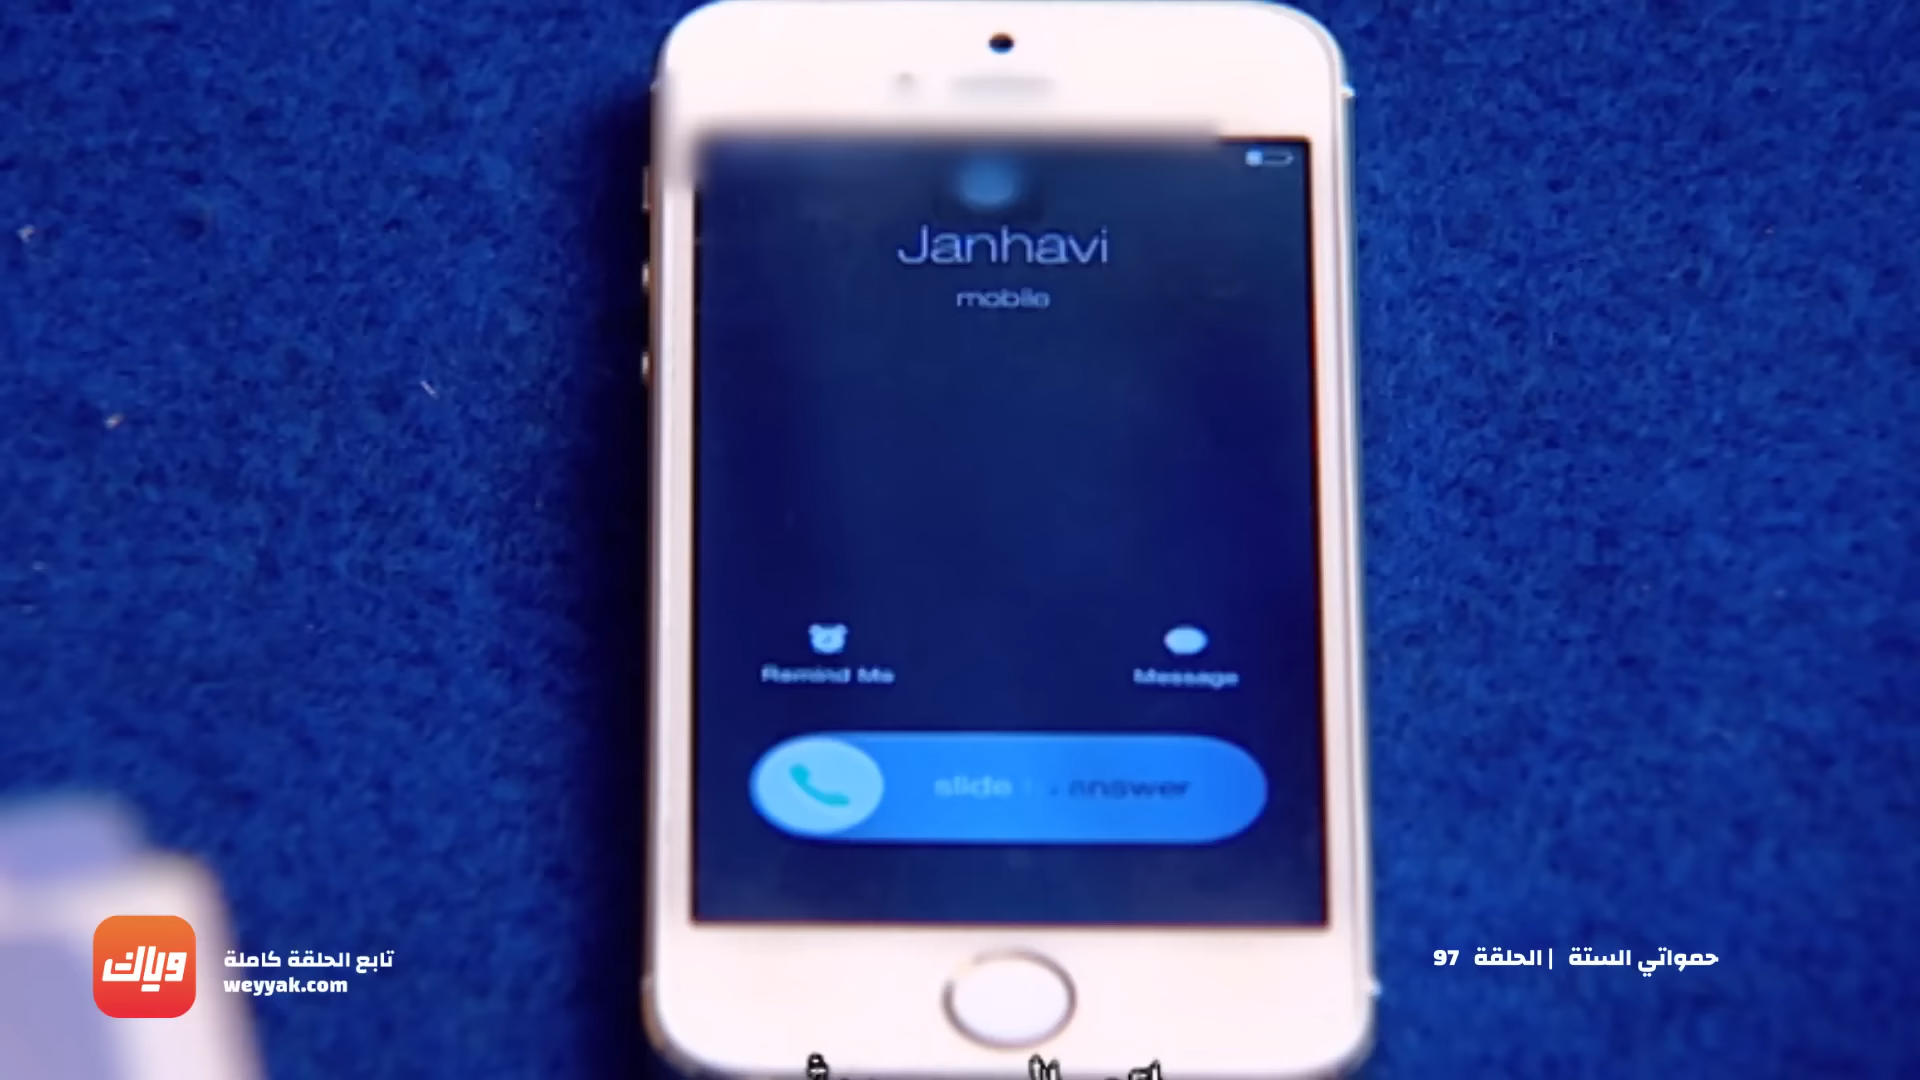 Janhavi
mobile
Remind Me
Message
slide
answer
وياك
تابع الحلقة كاملة
weyyak.com
حمواتي الستة | الحلقة 97